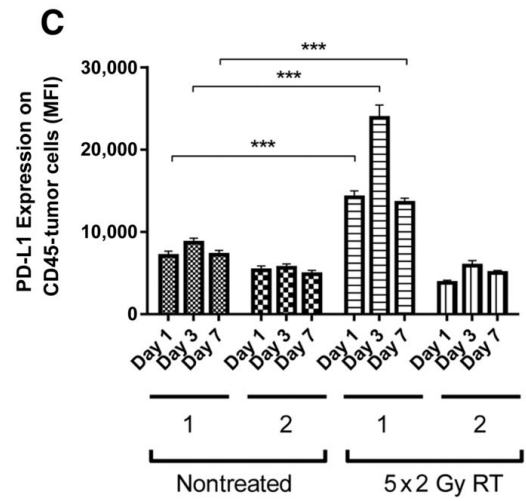 C
***
***
***
PD-L1 Expression on
CD45-tumor cells (MFI)
30,000
20,000
10,000
0
Day 1
Day 3
Day 7
Day 1
Day 3
Day 7
Day 1
Day 3
Day 7
Day 1
Day 3
Day 7
1
2
1
2
Nontreated
5x2 Gy RT